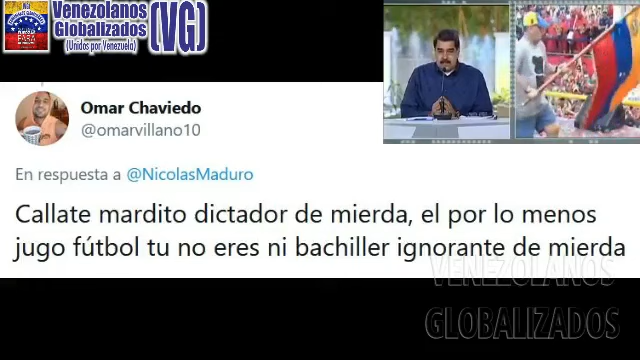 Venezolanos
Globalizados
(Unidos por Venezuela)
(VG)
Omar Chaviedo
@omarvillano10
En respuesta a @NicolasMaduro
Callate mardito dictador de mierda, el por lo menos
jugo fútbol tu no eres ni bachiller ignorante de mierda
VENEZOLANOS
GLOBALIZADOS